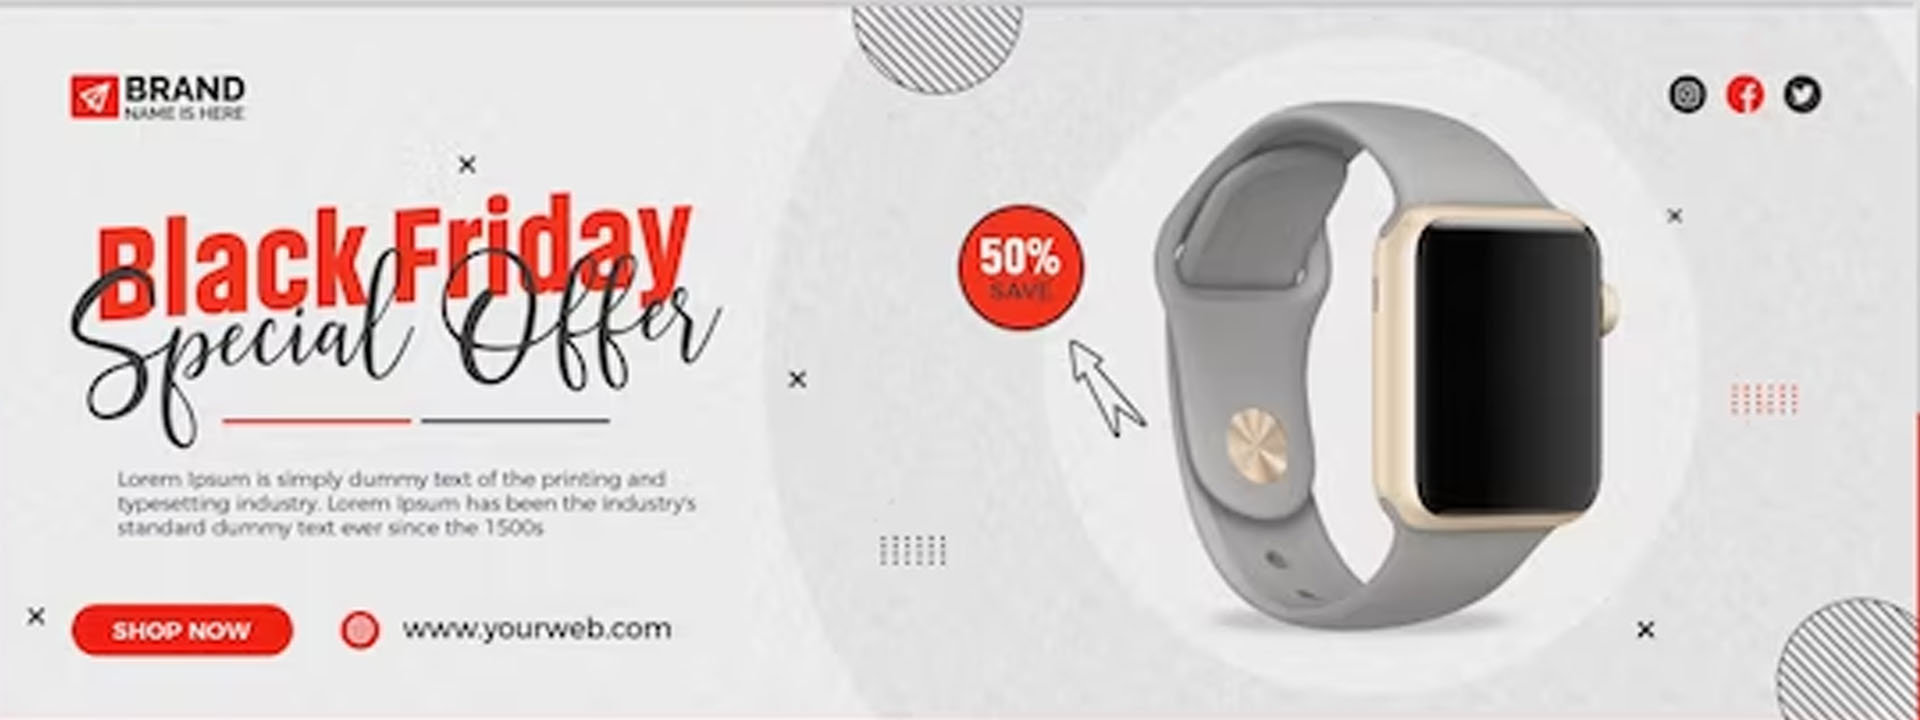 BRAND
NAME IS HERE
Black Friday
Special Offer
Lorem Ipsum is simply dummy text of the printing and
typesetting industry. Lorem Ipsum has been the industry's
standard dummy text ever since the 1500s
SHOP NOW
www.yourweb.com
50%
SAVE